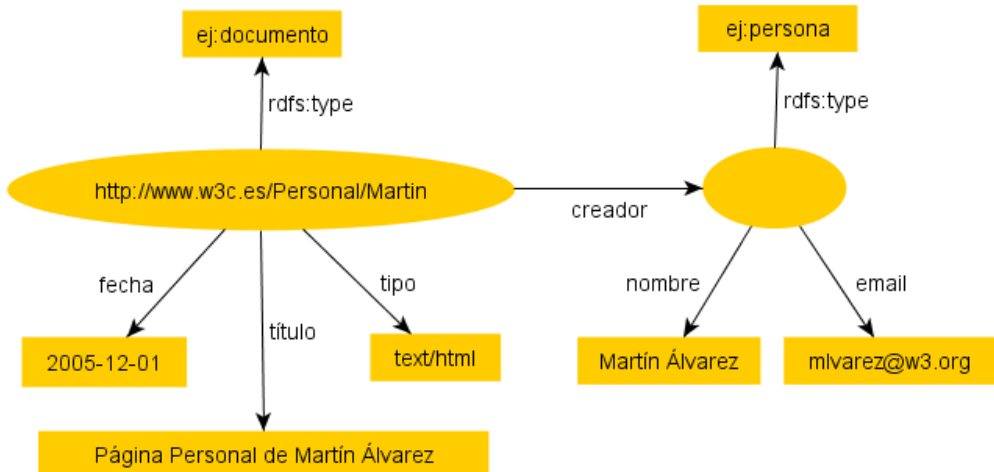 ej:documento
ej:persona
rdfs:type
rdfs:type
http://www.w3c.es/Personal/Martin
creador
fecha
tipo
nombre
email
título
2005-12-01
text/html
Martín Álvarez
mlvarez@w3.org
Página Personal de Martín Álvarez